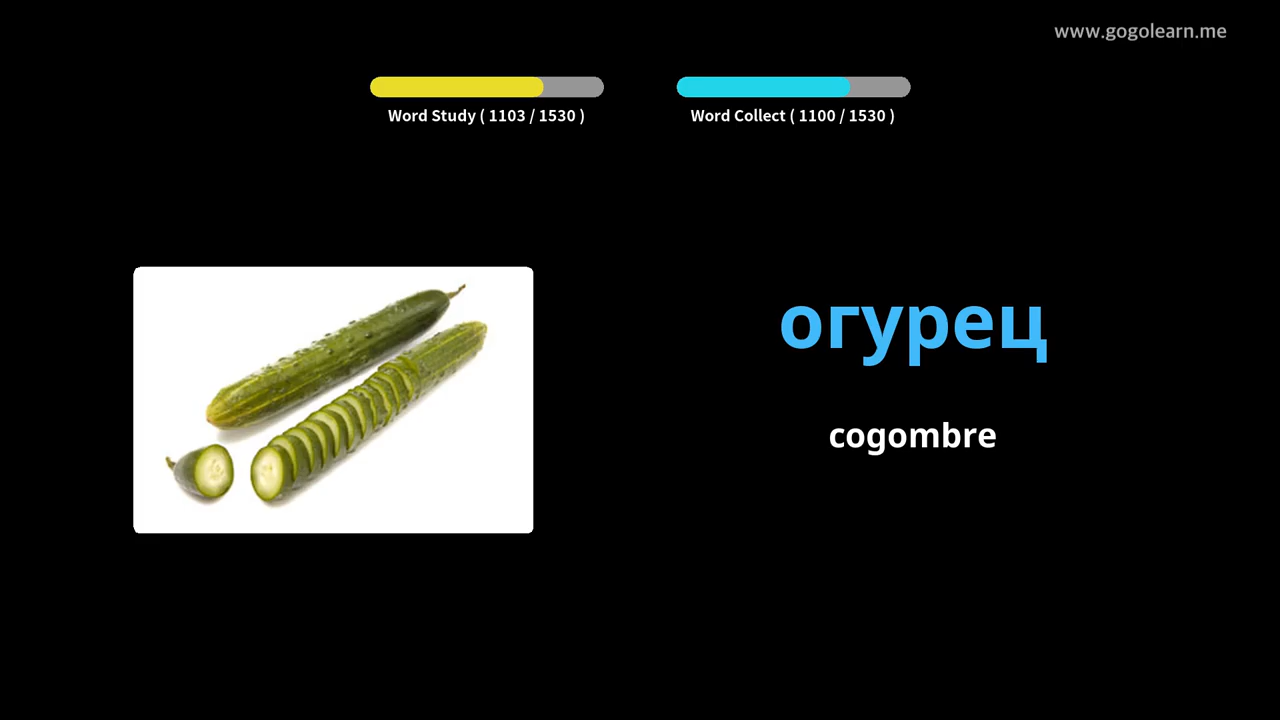 www.gogolearn.me
Word Study ( 1103 / 1530 )
Word Collect ( 1100 / 1530 )
огурец
cogombre